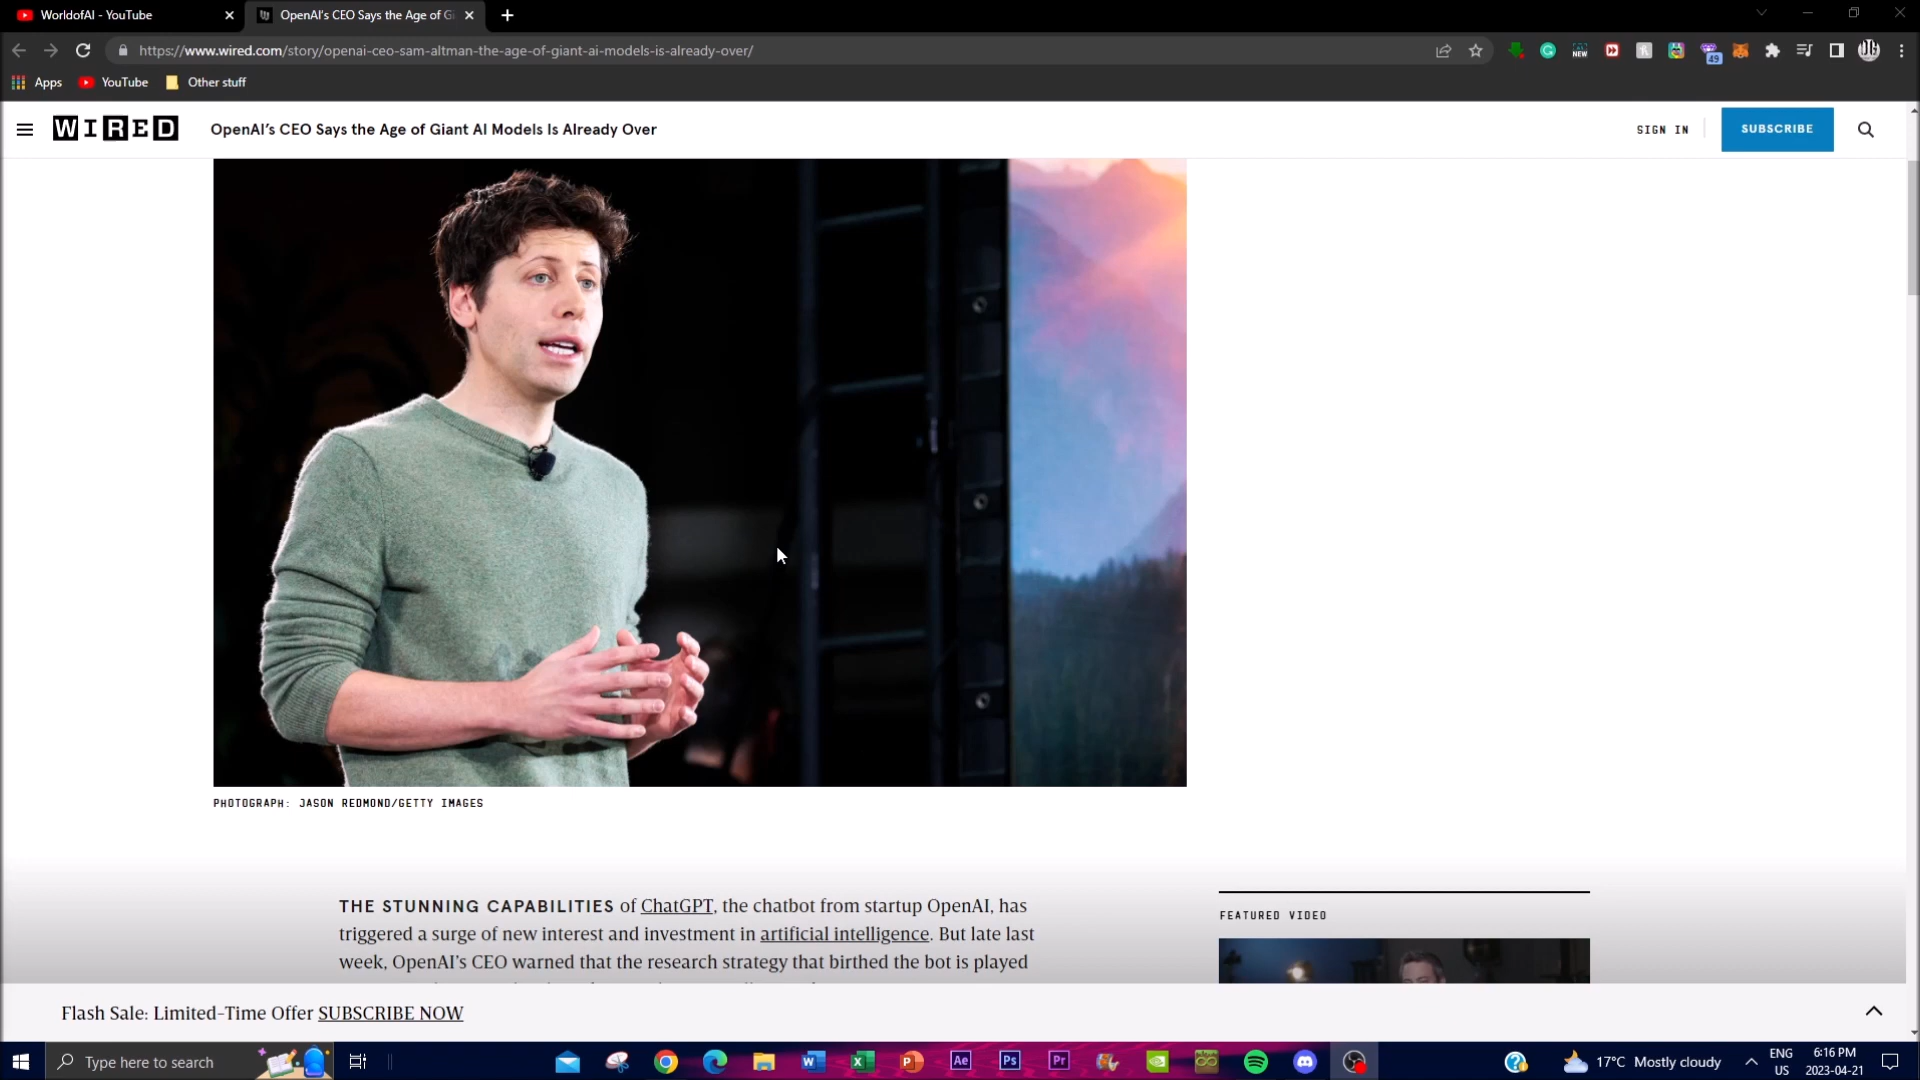 WorldofAI - YouTube
OpenAI's CEO Says the Age of G
https://www.wired.com/story/openai-ceo-sam-altman-the-age-of-giant-ai-models-is-already-over/
NEW
49
Apps
YouTube
Other stuff
WIRED
OpenAI’s CEO Says the Age of Giant AI Models Is Already Over
SIGN IN
SUBSCRIBE
PHOTOGRAPH: JASON REDMOND/GETTY IMAGES
THE STUNNING CAPABILITIES of ChatGPT, the chatbot from startup OpenAI, has
triggered a surge of new interest and investment in artificial intelligence. But late last
week, OpenAI’s CEO warned that the research strategy that birthed the bot is played
FEATURED VIDEO
Flash Sale: Limited-Time Offer SUBSCRIBE NOW
Type here to search
Ae
Ps
Pr
17°C Mostly cloudy
ENG
US
6:16 PM
2023-04-21